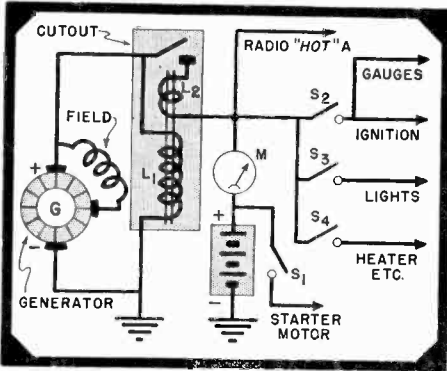 CUTOUT
RADIO "HOT" A
GAUGES
L2
S2
IGNITION
FIELD
M
S3
+
L1
LIGHTS
G
+
S4
-
HEATER
ETC.
GENERATOR
S1
-
STARTER
MOTOR